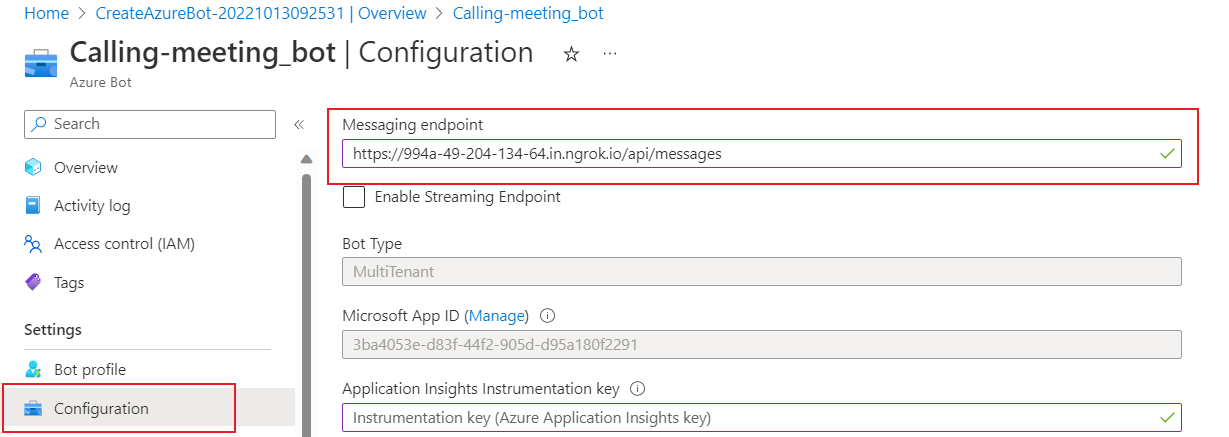 Home > CreateAzureBot-20221013092531 | Overview > Calling-meeting_bot
Calling-meeting_bot | Configuration
Azure Bot
Search
Overview
Activity log
Access control (IAM)
Tags
Settings
Bot profile
Configuration
Messaging endpoint
https://994a-49-204-134-64.in.ngrok.io/api/messages
Enable Streaming Endpoint
Bot Type
MultiTenant
Microsoft App ID (Manage)
3ba4053e-d83f-44f2-905d-d95a180f2291
Application Insights Instrumentation key
Instrumentation key (Azure Application Insights key)